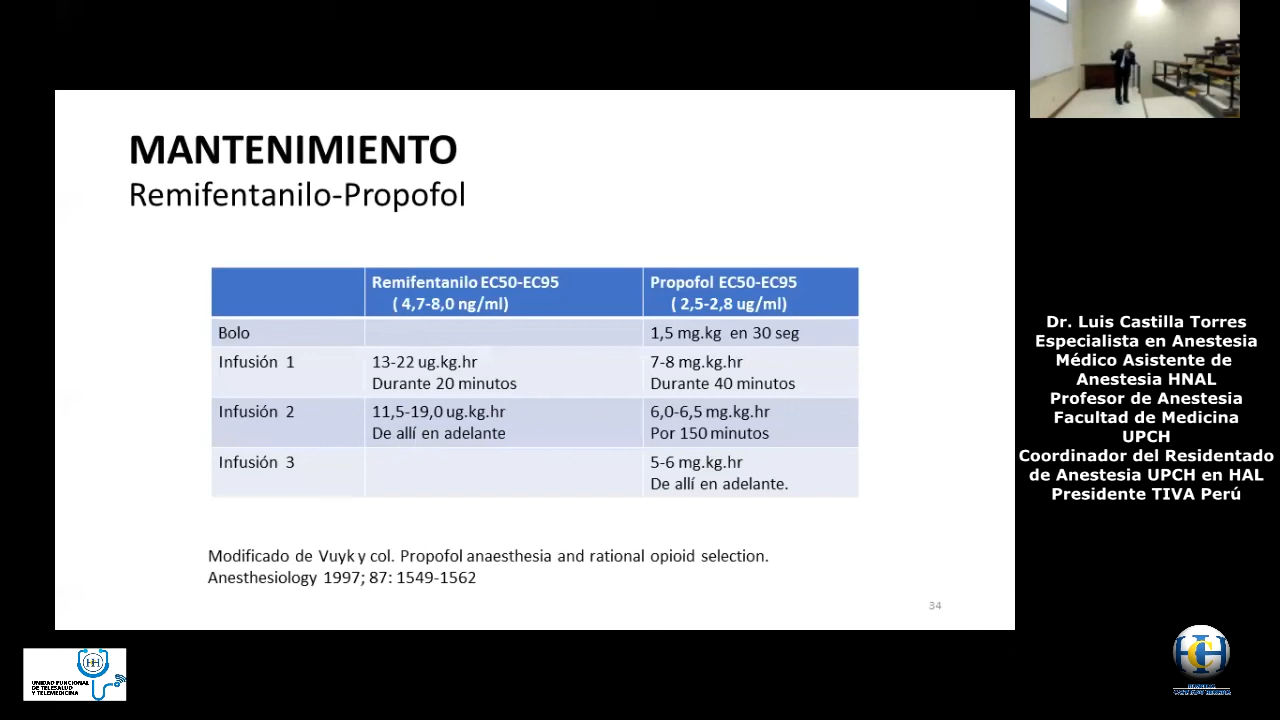 MANTENIMIENTO
Remifentanilo-Propofol
Remifentanilo EC50-EC95
( 4,7-8,0 ng/ml)
Propofol EC50-EC95
( 2,5-2,8 ug/ml)
Bolo
1,5 mg.kg en 30 seg
Infusión 1
13-22 ug.kg.hr
Durante 20 minutos
7-8 mg.kg.hr
Durante 40 minutos
Infusión 2
11,5-19,0 ug.kg.hr
De allí en adelante
6,0-6,5 mg.kg.hr
Por 150 minutos
Infusión 3
5-6 mg.kg.hr
De allí en adelante.
Modificado de Vuyk y col. Propofol anaesthesia and rational opioid selection.
Anesthesiology 1997; 87: 1549-1562
34
Dr. Luis Castilla Torres
Especialista en Anestesia
Médico Asistente de
Anestesia HNAL
Profesor de Anestesia
Facultad de Medicina
UPCH
Coordinador del Residentado
de Anestesia UPCH en HAL
Presidente TIVA Perú
UNIDAD FUNCIONAL
DE TELESALUD
Y TELEMEDICINA